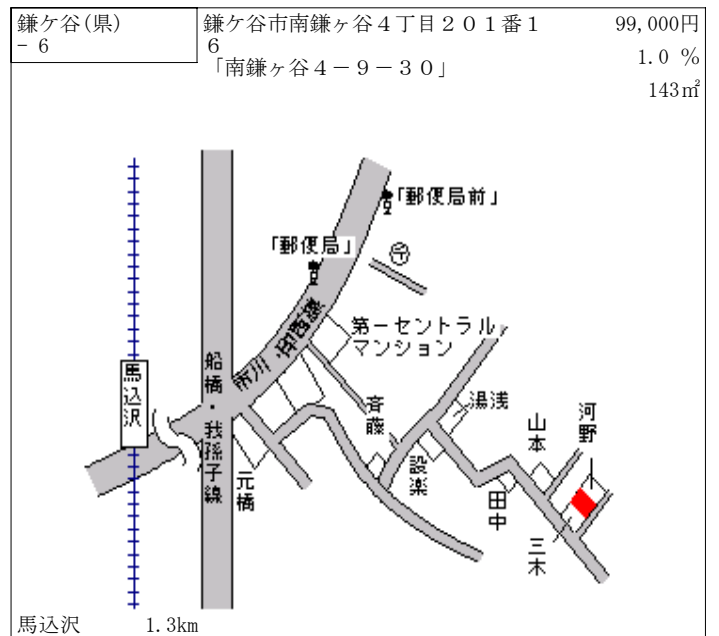 鎌ケ谷(県)
－ 6
鎌ケ谷市南鎌ヶ谷４丁目２０１番１
６
「南鎌ヶ谷４－９－３０」
99,000円
1.0 %
143㎡
「郵便局前」
「郵便局」
〒
市川・印西線
第一セントラル
マンション
馬込沢
船橋・我孫子線
元橋
斉藤
設楽
湯浅
田中
山本
河野
三木
馬込沢 1.3km